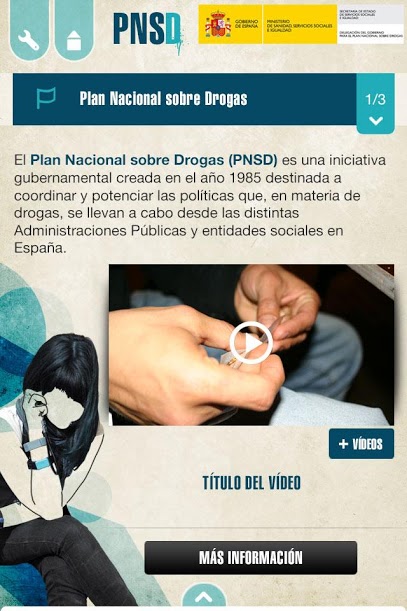 PNSD
GOBIERNO
DE ESPAÑA
MINISTERIO
DE SANIDAD, SERVICIOS SOCIALES
E IGUALDAD
SECRETARÍA DE ESTADO
DE SERVICIOS SOCIALES
E IGUALDAD
DELEGACIÓN DEL GOBIERNO
PARA EL PLAN NACIONAL SOBRE DROGAS
Plan Nacional sobre Drogas
1/3
El Plan Nacional sobre Drogas (PNSD) es una iniciativa
gubernamental creada en el año 1985 destinada a
coordinar y potenciar las políticas que, en materia de
drogas, se llevan a cabo desde las distintas
Administraciones Públicas y entidades sociales en
España.
+ VÍDEOS
TÍTULO DEL VÍDEO
MÁS INFORMACIÓN